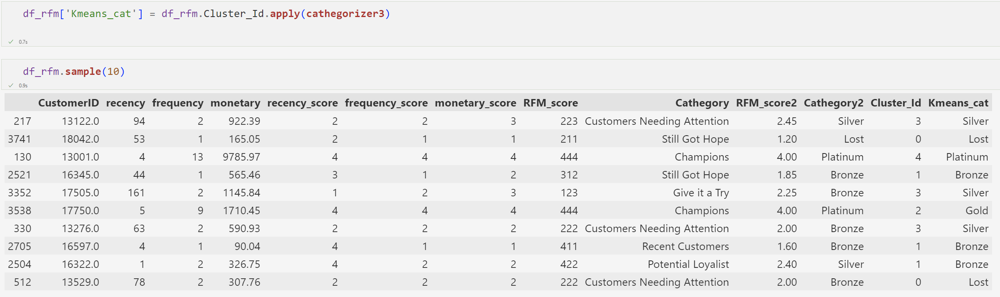 df_rfm['Kmeans_cat'] = df_rfm.Cluster_Id.apply(cathegorizer3)
0.7s
df_rfm.sample(10)
0.9s
CustomerID recency frequency monetary recency_score frequency_score monetary_score RFM_score Cathegory RFM_score2 Cathegory2 Cluster_Id Kmeans_cat
217 13122.0 94 2 922.39 2 2 3 223 Customers Needing Attention 2.45 Silver 3 Silver
3741 18042.0 53 1 165.05 2 1 1 211 Still Got Hope 1.20 Lost 0 Lost
130 13001.0 4 13 9785.97 4 4 4 444 Champions 4.00 Platinum 4 Platinum
2521 16345.0 44 1 565.46 3 1 2 312 Still Got Hope 1.85 Bronze 1 Bronze
3352 17505.0 161 2 1145.84 1 2 3 123 Give it a Try 2.25 Bronze 3 Silver
3538 17750.0 5 9 1710.45 4 4 4 444 Champions 4.00 Platinum 2 Gold
330 13276.0 63 2 590.93 2 2 2 222 Customers Needing Attention 2.00 Bronze 3 Silver
2705 16597.0 4 1 90.04 4 1 1 411 Recent Customers 1.60 Bronze 1 Bronze
2504 16322.0 1 2 326.75 4 2 2 422 Potential Loyalist 2.40 Silver 1 Bronze
512 13529.0 78 2 307.76 2 2 2 222 Customers Needing Attention 2.00 Bronze 0 Lost